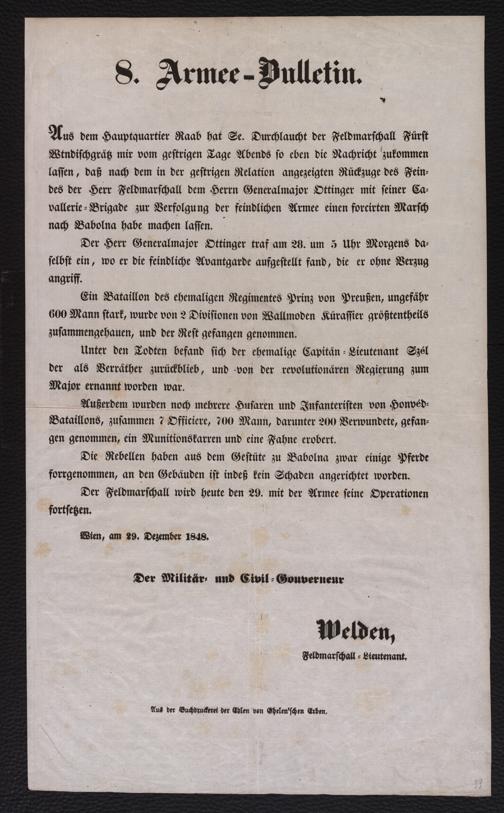 8. Armee-Bulletin.
Aus dem Hauptquartier Raab hat Se. Durchlaucht der Feldmarschall Fürst
Windischgrätz mir vom gestrigen Tage Abends so eben die Nachricht zukommen
lassen, daß nach dem in der gestrigen Relation angezeigten Rückzuge des Fein-
des der Herr Feldmarschall dem Herrn Generalmajor Ottinger mit seiner Ca-
vallerie-Brigade zur Verfolgung der feindlichen Armee einen forcirten Marsch
nach Babolna habe machen lassen.
Der Herr Generalmajor Ottinger traf am 28. um 5 Uhr Morgens da-
selbst ein, wo er die feindliche Avantgarde aufgestellt fand, die er ohne Verzug
angriff.
Ein Bataillon des ehemaligen Regimentes Prinz von Preußen, ungefähr
600 Mann stark, wurde von 2 Divisionen von Wallmoden Kürassier größtentheils
zusammengehauen, und der Rest gefangen genommen.
Unter den Todten befand sich der ehemalige Capitän-Lieutenant Szél
der als Verräther zurückblieb, und von der revolutionären Regierung zum
Major ernannt worden war.
Außerdem wurden noch mehrere Husaren und Infanteristen von Honvéd-
Bataillons, zusammen 7 Officiere, 700 Mann, darunter 200 Verwundete, gefan-
gen genommen, ein Munitionskarren und eine Fahne erobert.
Die Rebellen haben aus dem Gestüte zu Babolna zwar einige Pferde
forrgenommen, an den Gebäuden ist indeß kein Schaden angerichtet worden.
Der Feldmarschall wird heute den 29. mit der Armee seine Operationen
fortsetzen.
Wien, am 29. Dezember 1848.
Der Militär- und Civil-Gouverneur
Welden,
Feldmarschall-Lieutenant.
Aus der Buchdruckerei der Edlen von Ghelen'schen Erben.